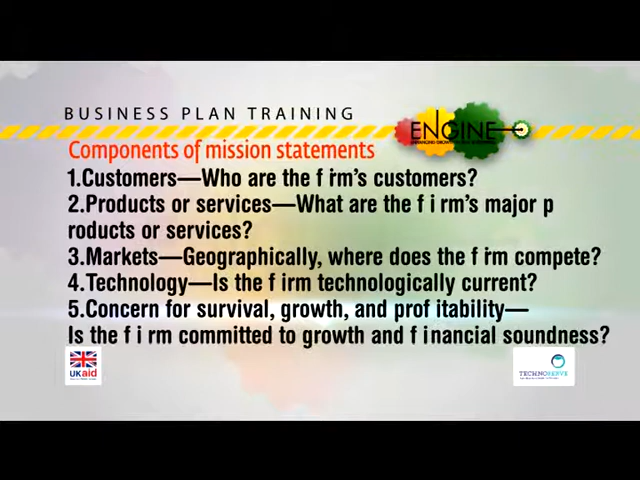 BUSINESS PLAN TRAINING
ENGINE
Components of mission statements
1.Customers—Who are the f irm's customers?
2.Products or services—What are the f i rm's major p
roducts or services?
3.Markets—Geographically, where does the f irm compete?
4.Technology—Is the f irm technologically current?
5.Concern for survival, growth, and prof itability—
Is the f i rm committed to growth and f inancial soundness?
UKaid
TECHNOSERVE